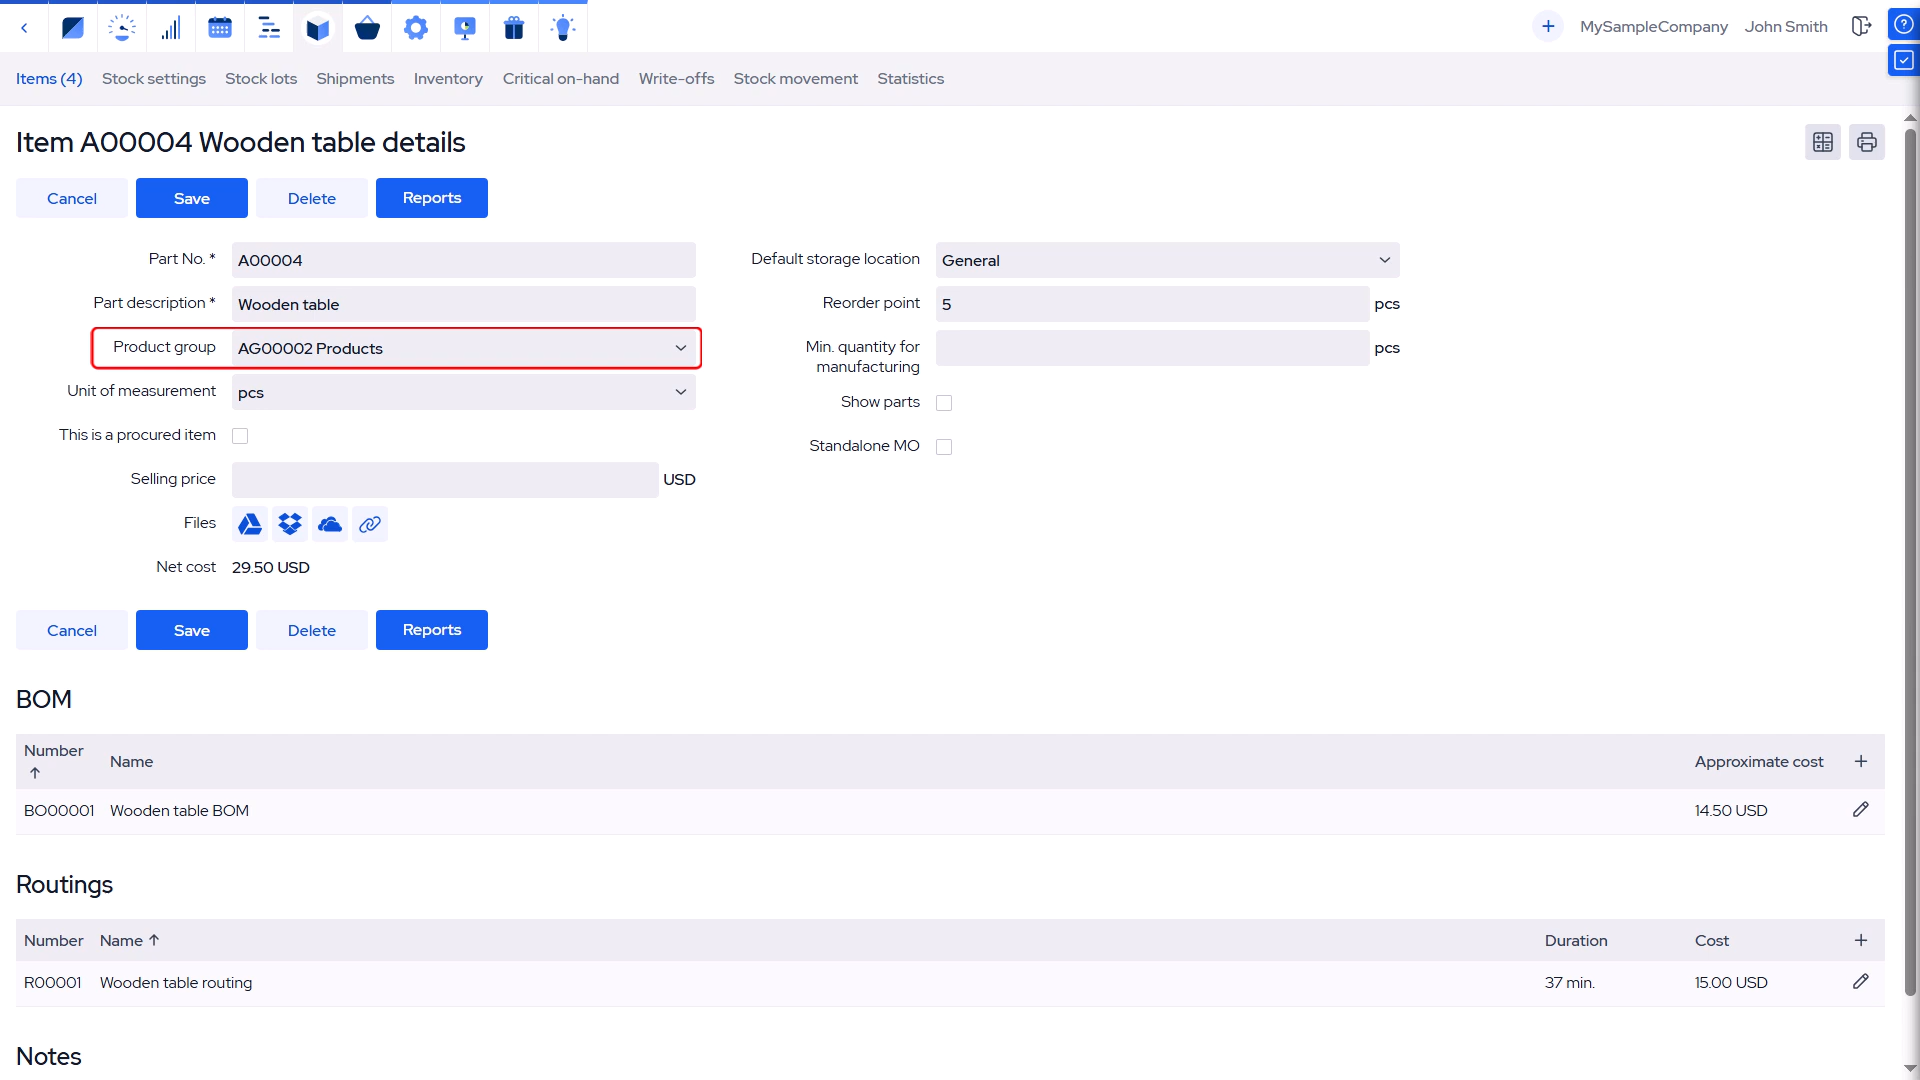 MySampleCompany John Smith
Items (4) Stock settings Stock lots Shipments Inventory Critical on-hand Write-offs Stock movement Statistics
Item A00004 Wooden table details
Cancel Save Delete Reports
Part No. * A00004
Part description * Wooden table
Product group AG00002 Products
Unit of measurement pcs
This is a procured item
Selling price USD
Files
Net cost 29.50 USD
Default storage location General
Reorder point 5 pcs
Min. quantity for pcs
manufacturing
Show parts
Standalone MO
Cancel Save Delete Reports
BOM
Number ↑ Name Approximate cost +
BO00001 Wooden table BOM 14.50 USD
Routings
Number Name ↑ Duration Cost +
R00001 Wooden table routing 37 min. 15.00 USD
Notes